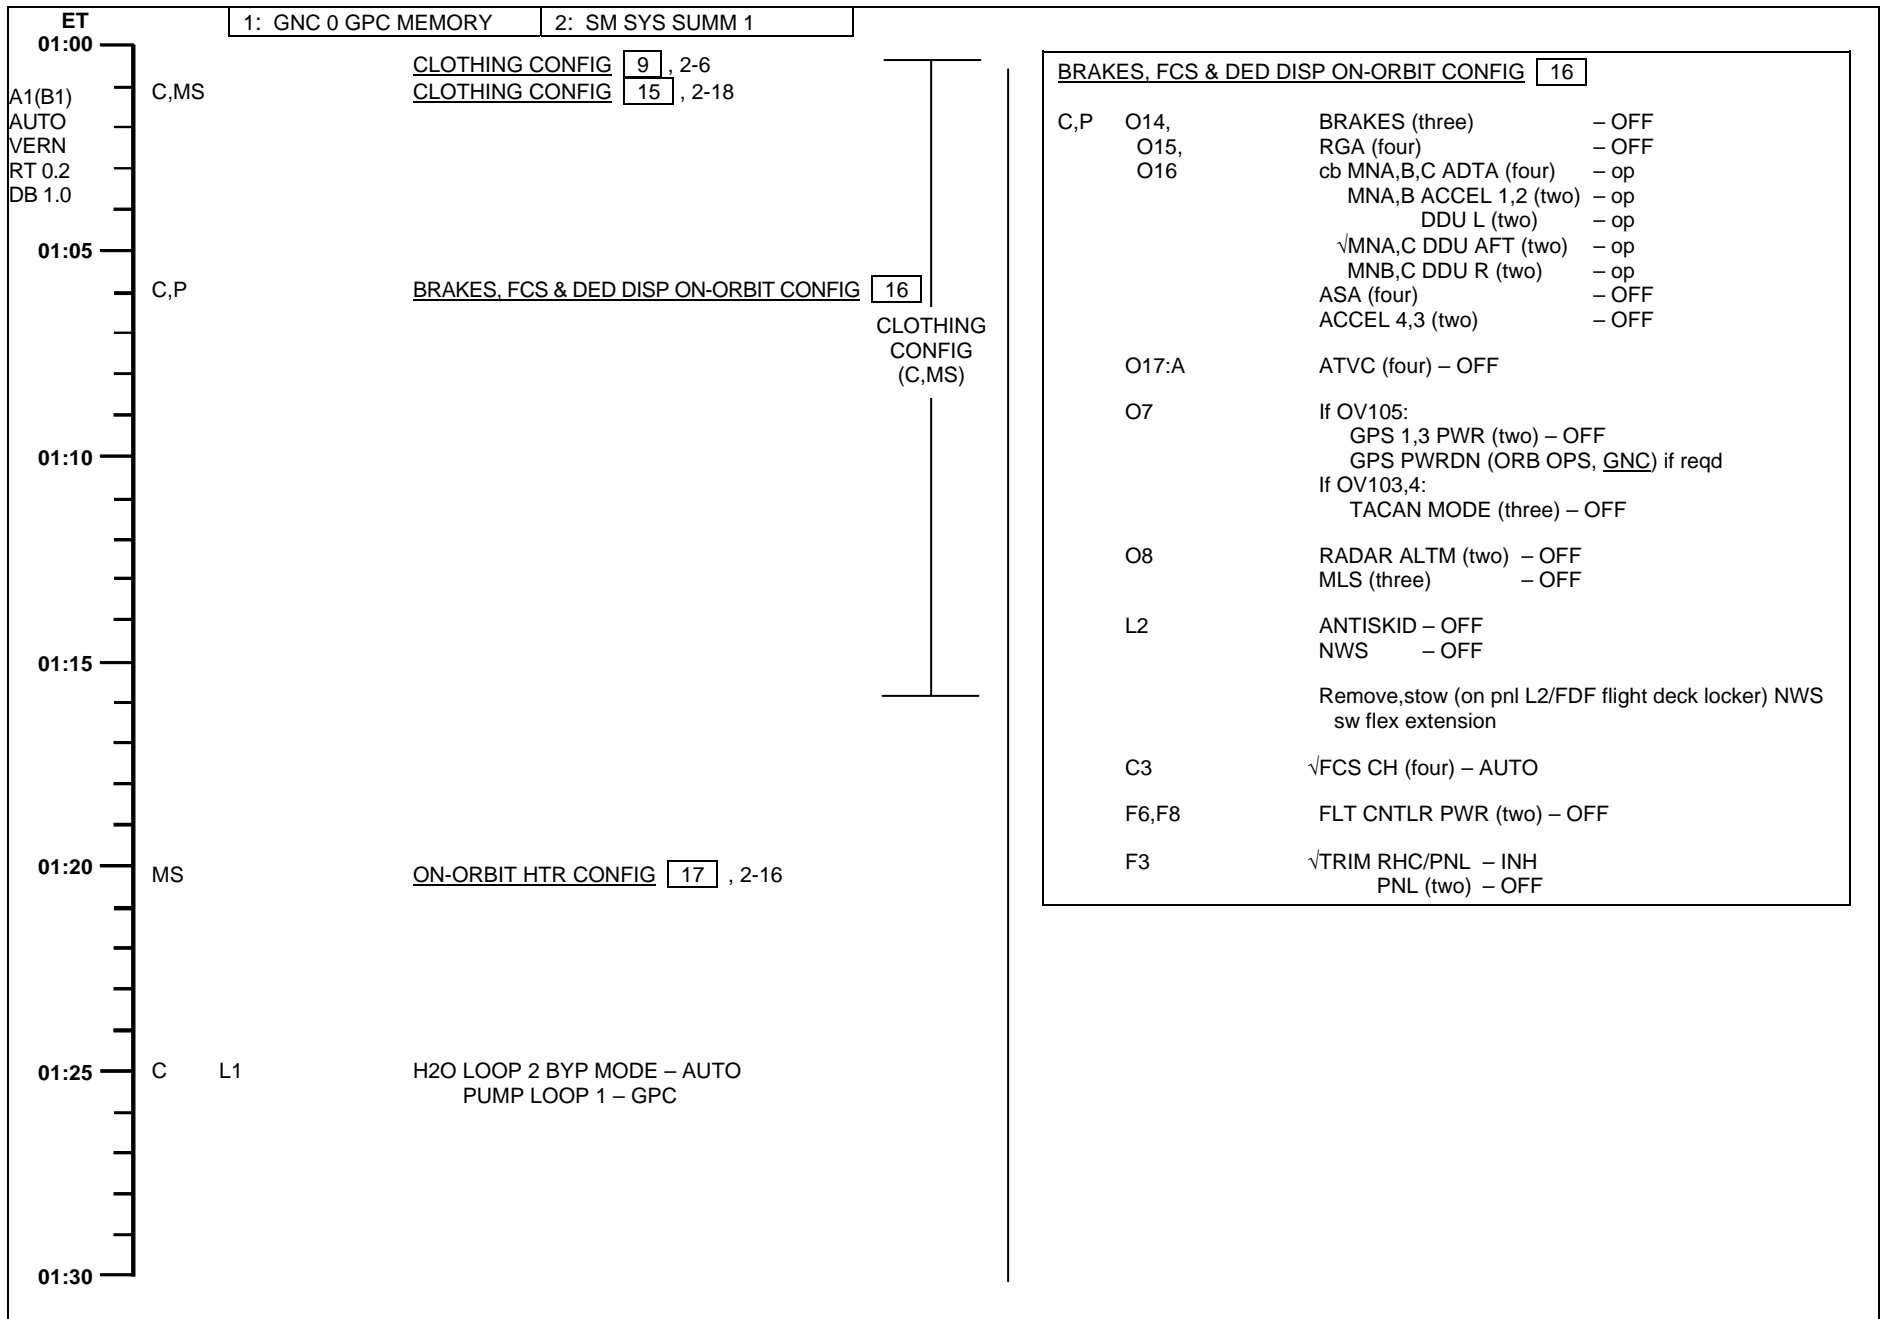 ET
1: GNC 0 GPC MEMORY 2: SM SYS SUMM 1
01:00
CLOTHING CONFIG 9 , 2-6
A1(B1)
AUTO
VERN
RT 0.2
DB 1.0
C,MS CLOTHING CONFIG 15 , 2-18
01:05
C,P BRAKES, FCS & DED DISP ON-ORBIT CONFIG 16
CLOTHING
CONFIG
(C,MS)
01:10
01:15
01:20 MS ON-ORBIT HTR CONFIG 17 , 2-16
01:25 C L1 H2O LOOP 2 BYP MODE – AUTO
PUMP LOOP 1 – GPC
01:30
BRAKES, FCS & DED DISP ON-ORBIT CONFIG 16
C,P O14, BRAKES (three) – OFF
O15, RGA (four) – OFF
O16 cb MNA,B,C ADTA (four) – op
MNA,B ACCEL 1,2 (two) – op
DDU L (two) – op
√MNA,C DDU AFT (two) – op
MNB,C DDU R (two) – op
ASA (four) – OFF
ACCEL 4,3 (two) – OFF
O17:A ATVC (four) – OFF
O7 If OV105:
GPS 1,3 PWR (two) – OFF
GPS PWRDN (ORB OPS, GNC) if reqd
If OV103,4:
TACAN MODE (three) – OFF
O8 RADAR ALTM (two) – OFF
MLS (three) – OFF
L2 ANTISKID – OFF
NWS – OFF
Remove,stow (on pnl L2/FDF flight deck locker) NWS
sw flex extension
C3 √FCS CH (four) – AUTO
F6,F8 FLT CNTLR PWR (two) – OFF
F3 √TRIM RHC/PNL – INH
PNL (two) – OFF